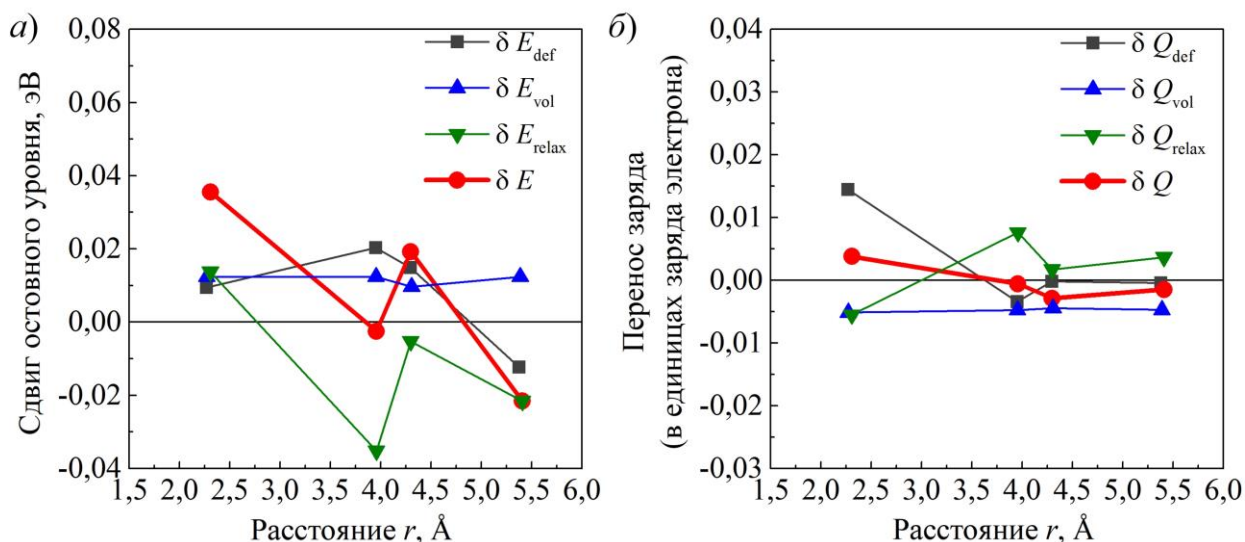 а)
Сдвиг остовного уровня, эВ
0,08
0,06
0,04
0,02
0,00
-0,02
-0,04
δ E def
δ E vol
δ E relax
δ E
1,5 2,0 2,5 3,0 3,5 4,0 4,5 5,0 5,5 6,0
Расстояние r, Å
б)
Перенос заряда
(в единицах заряда электрона)
0,04
0,03
0,02
0,01
0,00
-0,01
-0,02
-0,03
δ Q def
δ Q vol
δ Q relax
δ Q
1,5 2,0 2,5 3,0 3,5 4,0 4,5 5,0 5,5 6,0
Расстояние r, Å